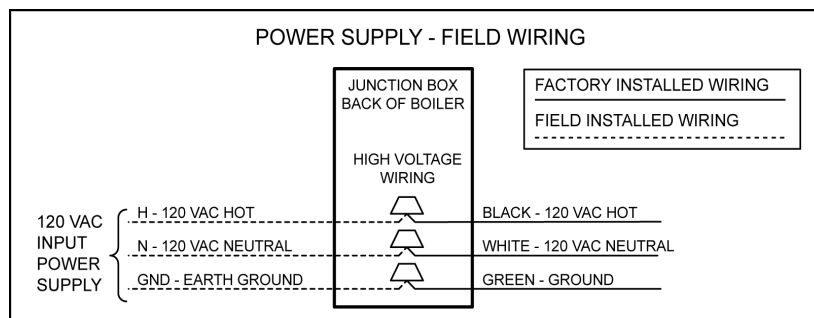 POWER SUPPLY - FIELD WIRING
JUNCTION BOX
BACK OF BOILER
FACTORY INSTALLED WIRING
FIELD INSTALLED WIRING
HIGH VOLTAGE
WIRING
120 VAC
INPUT
POWER
SUPPLY
H - 120 VAC HOT
BLACK - 120 VAC HOT
N - 120 VAC NEUTRAL
WHITE - 120 VAC NEUTRAL
GND - EARTH GROUND
GREEN - GROUND